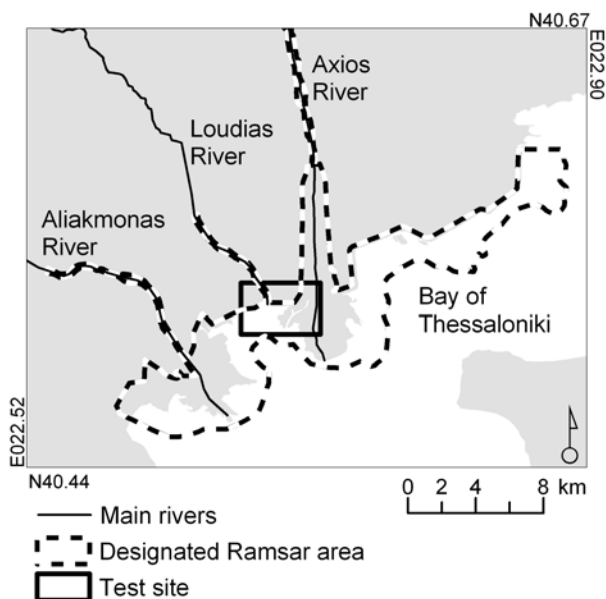 N40.67
E022.90
Axios
River
Loudias
River
Aliakmonas
River
Bay of
Thessaloniki
E022.52
N40.44
0 2 4 8 km
Main rivers
Designated Ramsar area
Test site